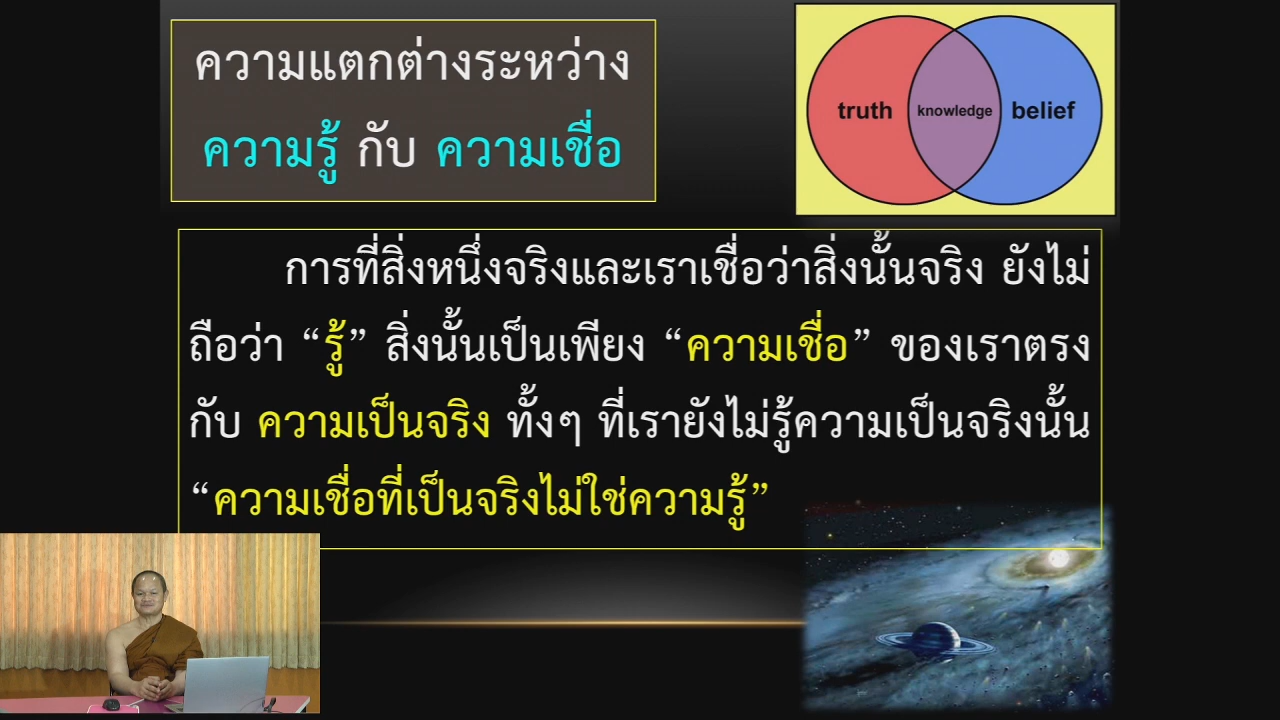 ความแตกต่างระหว่าง
ความรู้ กับ ความเชื่อ
truth
knowledge
belief
การที่สิ่งหนึ่งจริงและเราเชื่อว่าสิ่งนั้นจริง ยังไม่
ถือว่า “รู้” สิ่งนั้นเป็นเพียง “ความเชื่อ” ของเราตรง
กับ ความเป็นจริง ทั้งๆ ที่เรายังไม่รู้ความเป็นจริงนั้น
“ความเชื่อที่เป็นจริงไม่ใช่ความรู้”